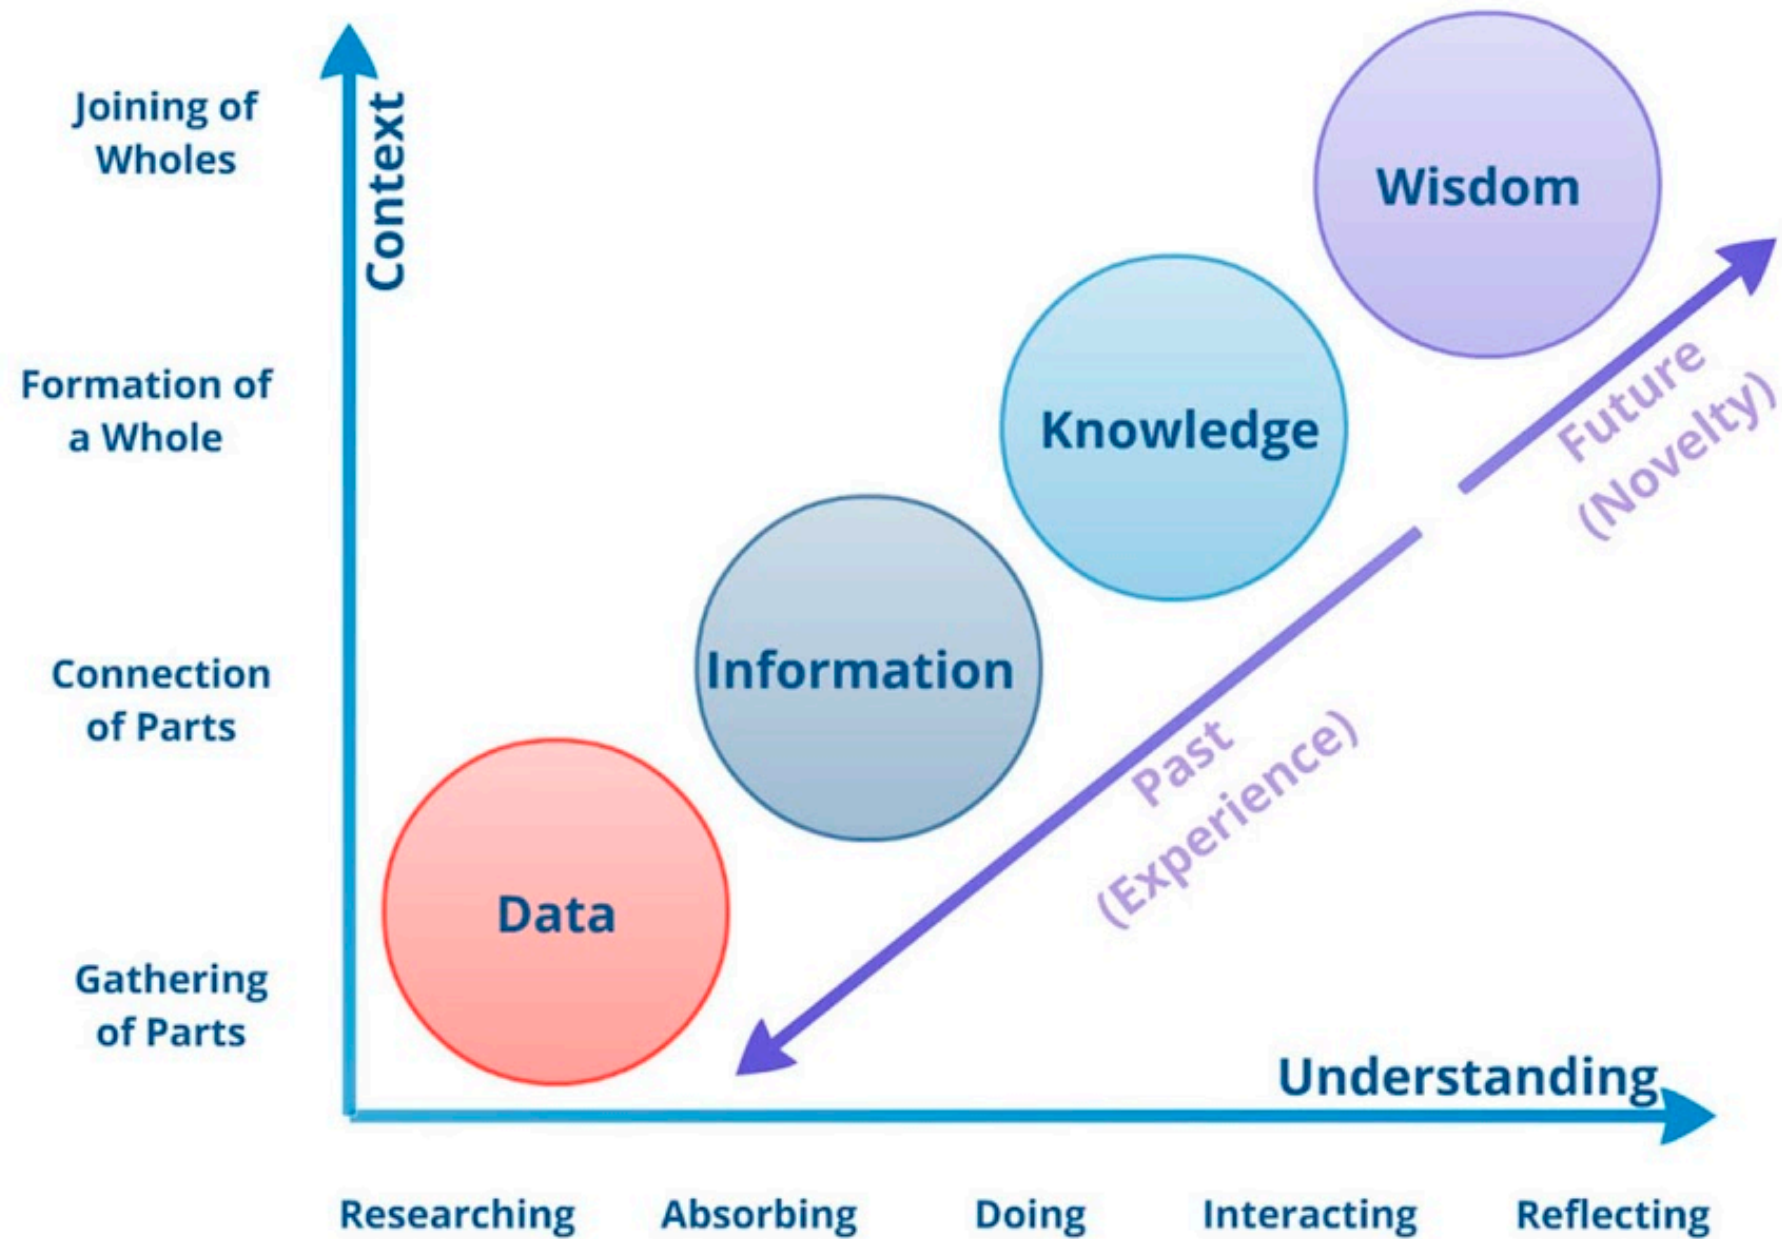 Joining of
Wholes
Context
Wisdom
Formation of
a Whole
Knowledge
Future
(Novelty)
Connection
of Parts
Information
Past
(Experience)
Data
Gathering
of Parts
Understanding
Researching Absorbing Doing Interacting Reflecting